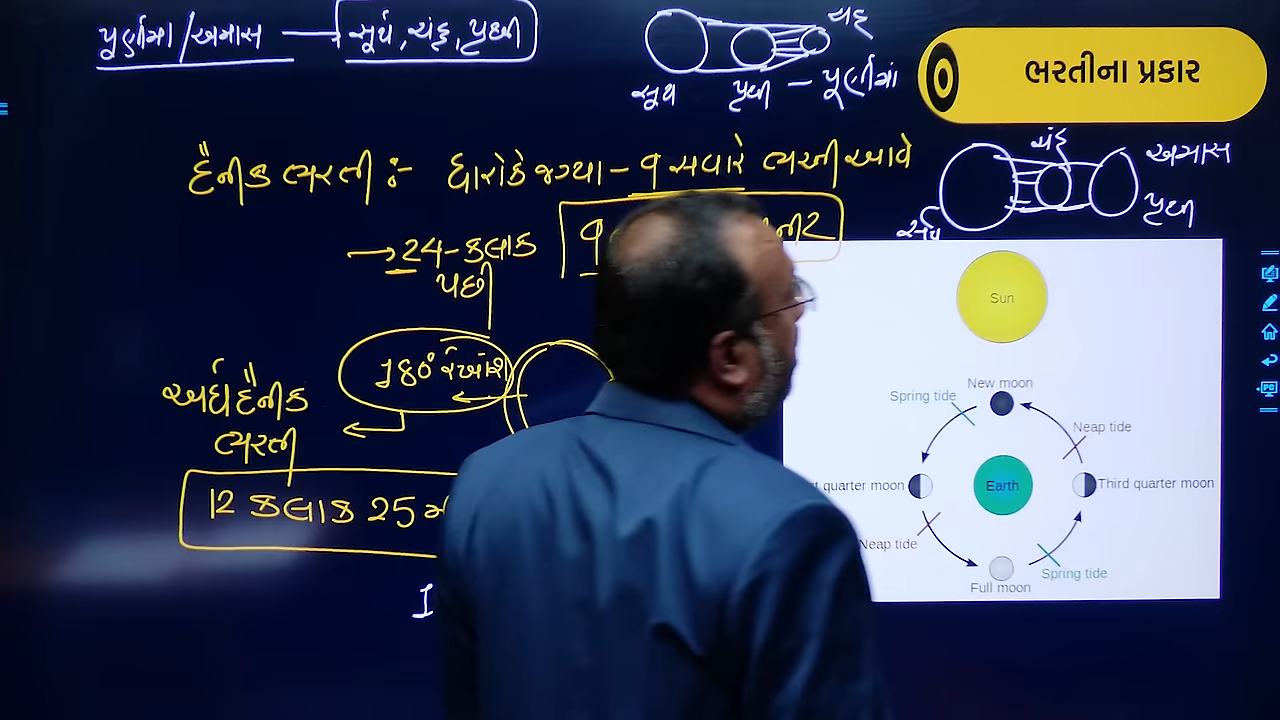 પૂર્ણીમા/અમાસ — સૂર્ય, ચંદ્ર, પૃથ્વી
ચંદ્ર
સૂર્ય પૃથ્વી – પૂર્ણીમાં
ભરતીના પ્રકાર
ચંદ્ર અમાસ
પૃથ્વી
સૂર્ય
દૈનીક ભરતી :- ધારોકે જગ્યા – ૧ સવારે ભરતી આવે
→ 24-કલાક
પછી
૧
180° રેખાંશ
અર્ધદૈનીક
ભરતી
12 કલાક 25
I
Sun
New moon
Spring tide
Neap tide
quarter moon
Earth
Third quarter moon
Neap tide
Spring tide
Full moon